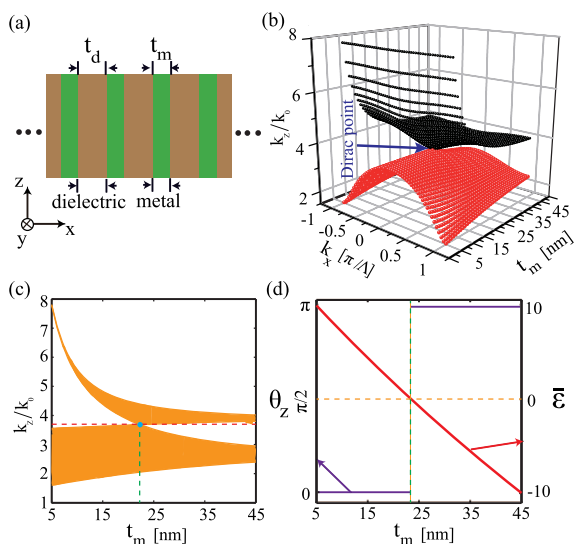 (a)
t_d
t_m
z
y
x
dielectric
metal
(b)
8
6
4
2
k_z/k_0
Dirac point
-1
-0.5
0
0.5
1
k_x [π/Λ]
5
15
25
35
45
t_m [nm]
(c)
8
7
6
5
4
3
2
1
k_z/k_0
5
15
25
35
45
t_m [nm]
(d)
π
π/2
0
θ_z
10
0
-10
ε̄
5
15
25
35
45
t_m [nm]